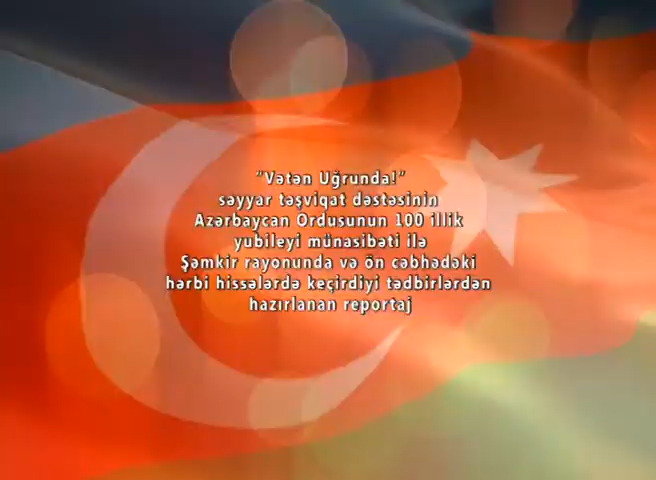 "Vətən Uğrunda!"
səyyar təşviqat dəstəsinin
Azərbaycan Ordusunun 100 illik
yubileyi münasibəti ilə
Şəmkir rayonunda və ön cəbhədəki
hərbi hissələrdə keçirdiyi tədbirlərdən
hazırlanan reportaj